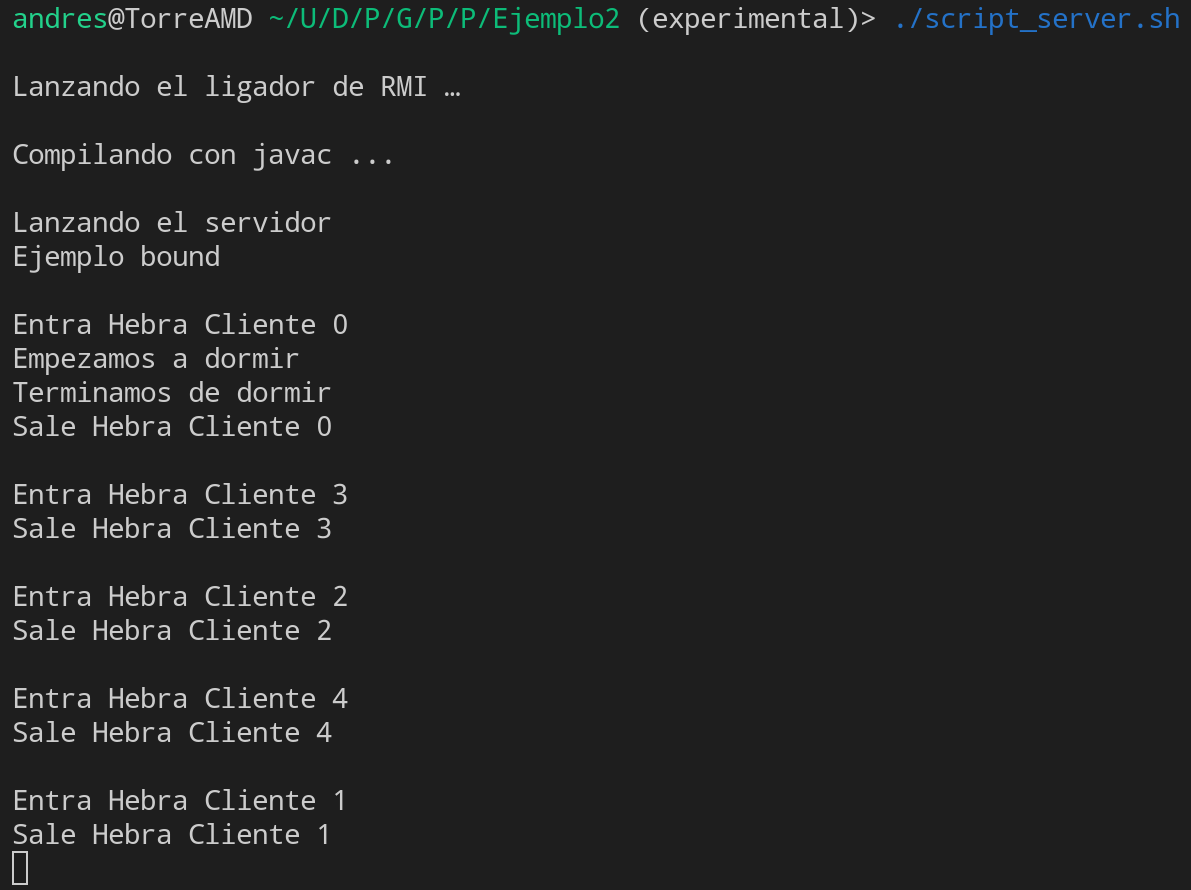 andres@TorreAMD ~/U/D/P/G/P/P/Ejemplo2 (experimental)> ./script_server.sh
Lanzando el ligador de RMI …
Compilando con javac ...
Lanzando el servidor
Ejemplo bound
Entra Hebra Cliente 0
Empezamos a dormir
Terminamos de dormir
Sale Hebra Cliente 0
Entra Hebra Cliente 3
Sale Hebra Cliente 3
Entra Hebra Cliente 2
Sale Hebra Cliente 2
Entra Hebra Cliente 4
Sale Hebra Cliente 4
Entra Hebra Cliente 1
Sale Hebra Cliente 1